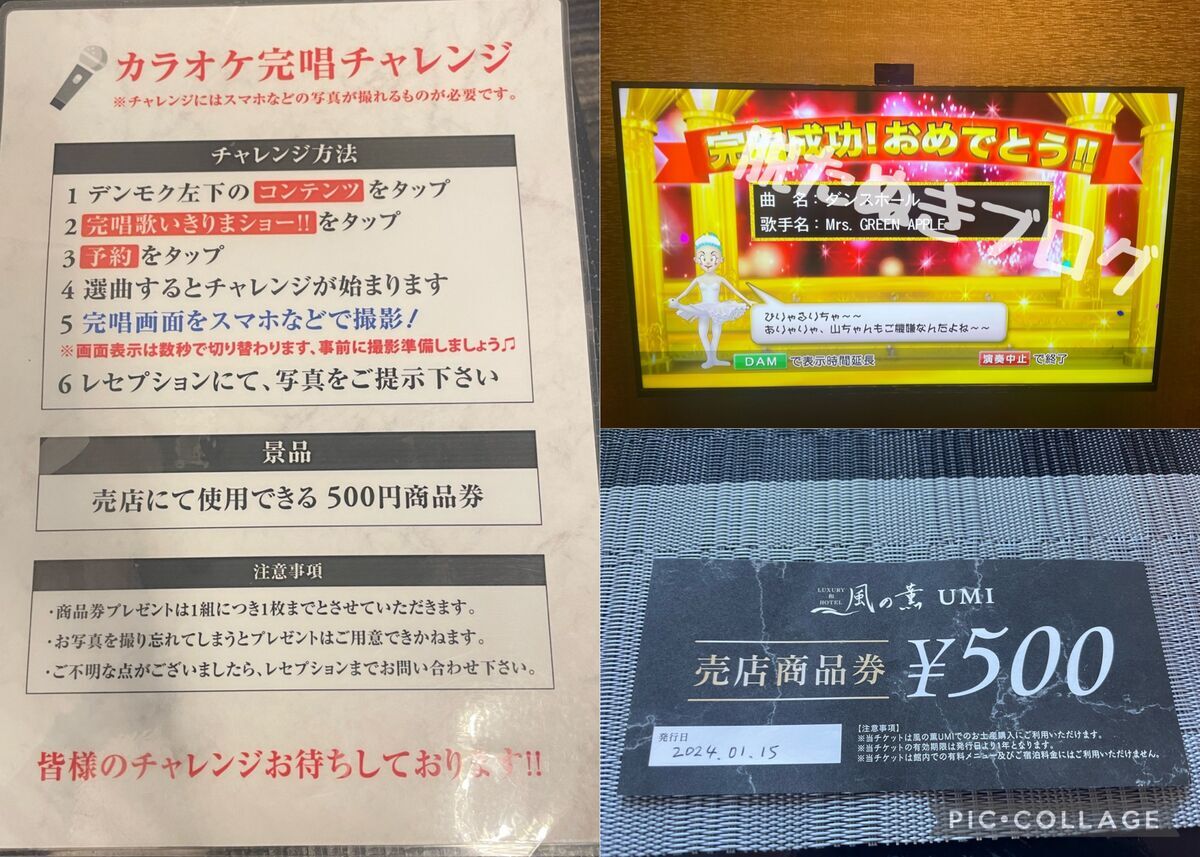 カラオケ完唱チャレンジ
※チャレンジにはスマホなどの写真が撮れるものが必要です。
チャレンジ方法
1 デンモク左下の コンテンツ をタップ
2 完唱歌いきりまショー!! をタップ
3 予約 をタップ
4 選曲するとチャレンジが始まります
5 完唱画面をスマホなどで撮影!
※画面表示は数秒で切り替わります、事前に撮影準備しましょう♫
6 レセプションにて、写真をご提示下さい
景品
売店にて使用できる 500円商品券
注意事項
・商品券プレゼントは1組につき1枚までとさせていただきます。
・お写真を撮り忘れてしまうとプレゼントはご用意できかねます。
・ご不明な点がございましたら、レセプションまでお問い合わせ下さい。
皆様のチャレンジお待ちしております!!
完唱成功!おめでとう!!
曲 名:ダンスホール
歌手名:Mrs. GREEN APPLE
豚たぬきブログ
ひりゃるりちゃ~~
ありゃりゃ、山ちゃんもご機嫌なんだよね~~
DAM で表示時間延長
演奏中止 で終了
LUXURY
和
HOTEL
風の薫 UMI
売店商品券 ¥500
発行日
2024.01.15
【注意事項】
※当チケットは風の薫UMIでのお土産購入にご利用いただけます。
※当チケットの有効期限は発行日より1年となります。
※当チケットは館内での有料メニュー及びご宿泊料金にはご利用いただけません。
PIC•COLLAGE